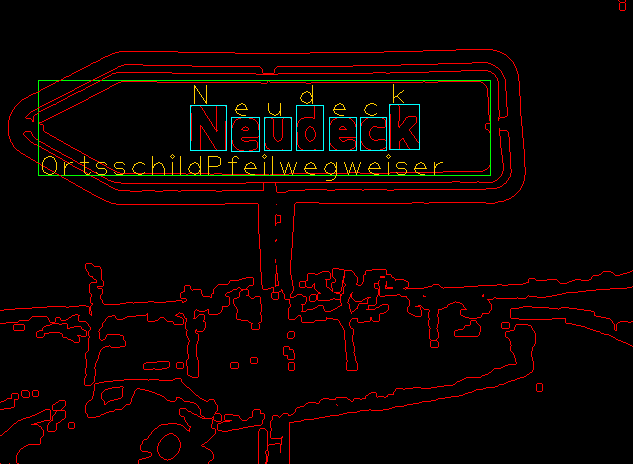 N e u d e c k
Neudeck
OrtsschildPfeilwegweiser